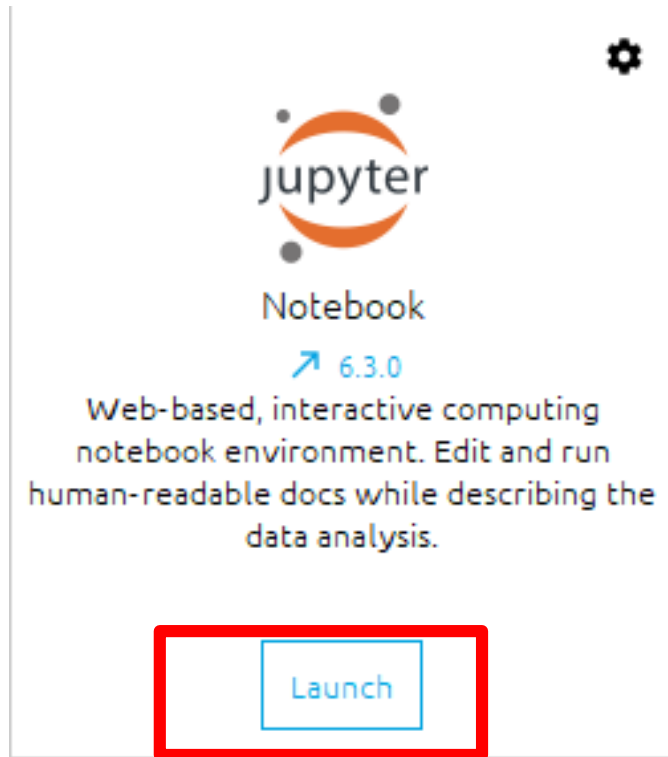 jupyter
Notebook
6.3.0
Web-based, interactive computing
notebook environment. Edit and run
human-readable docs while describing the
data analysis.
Launch